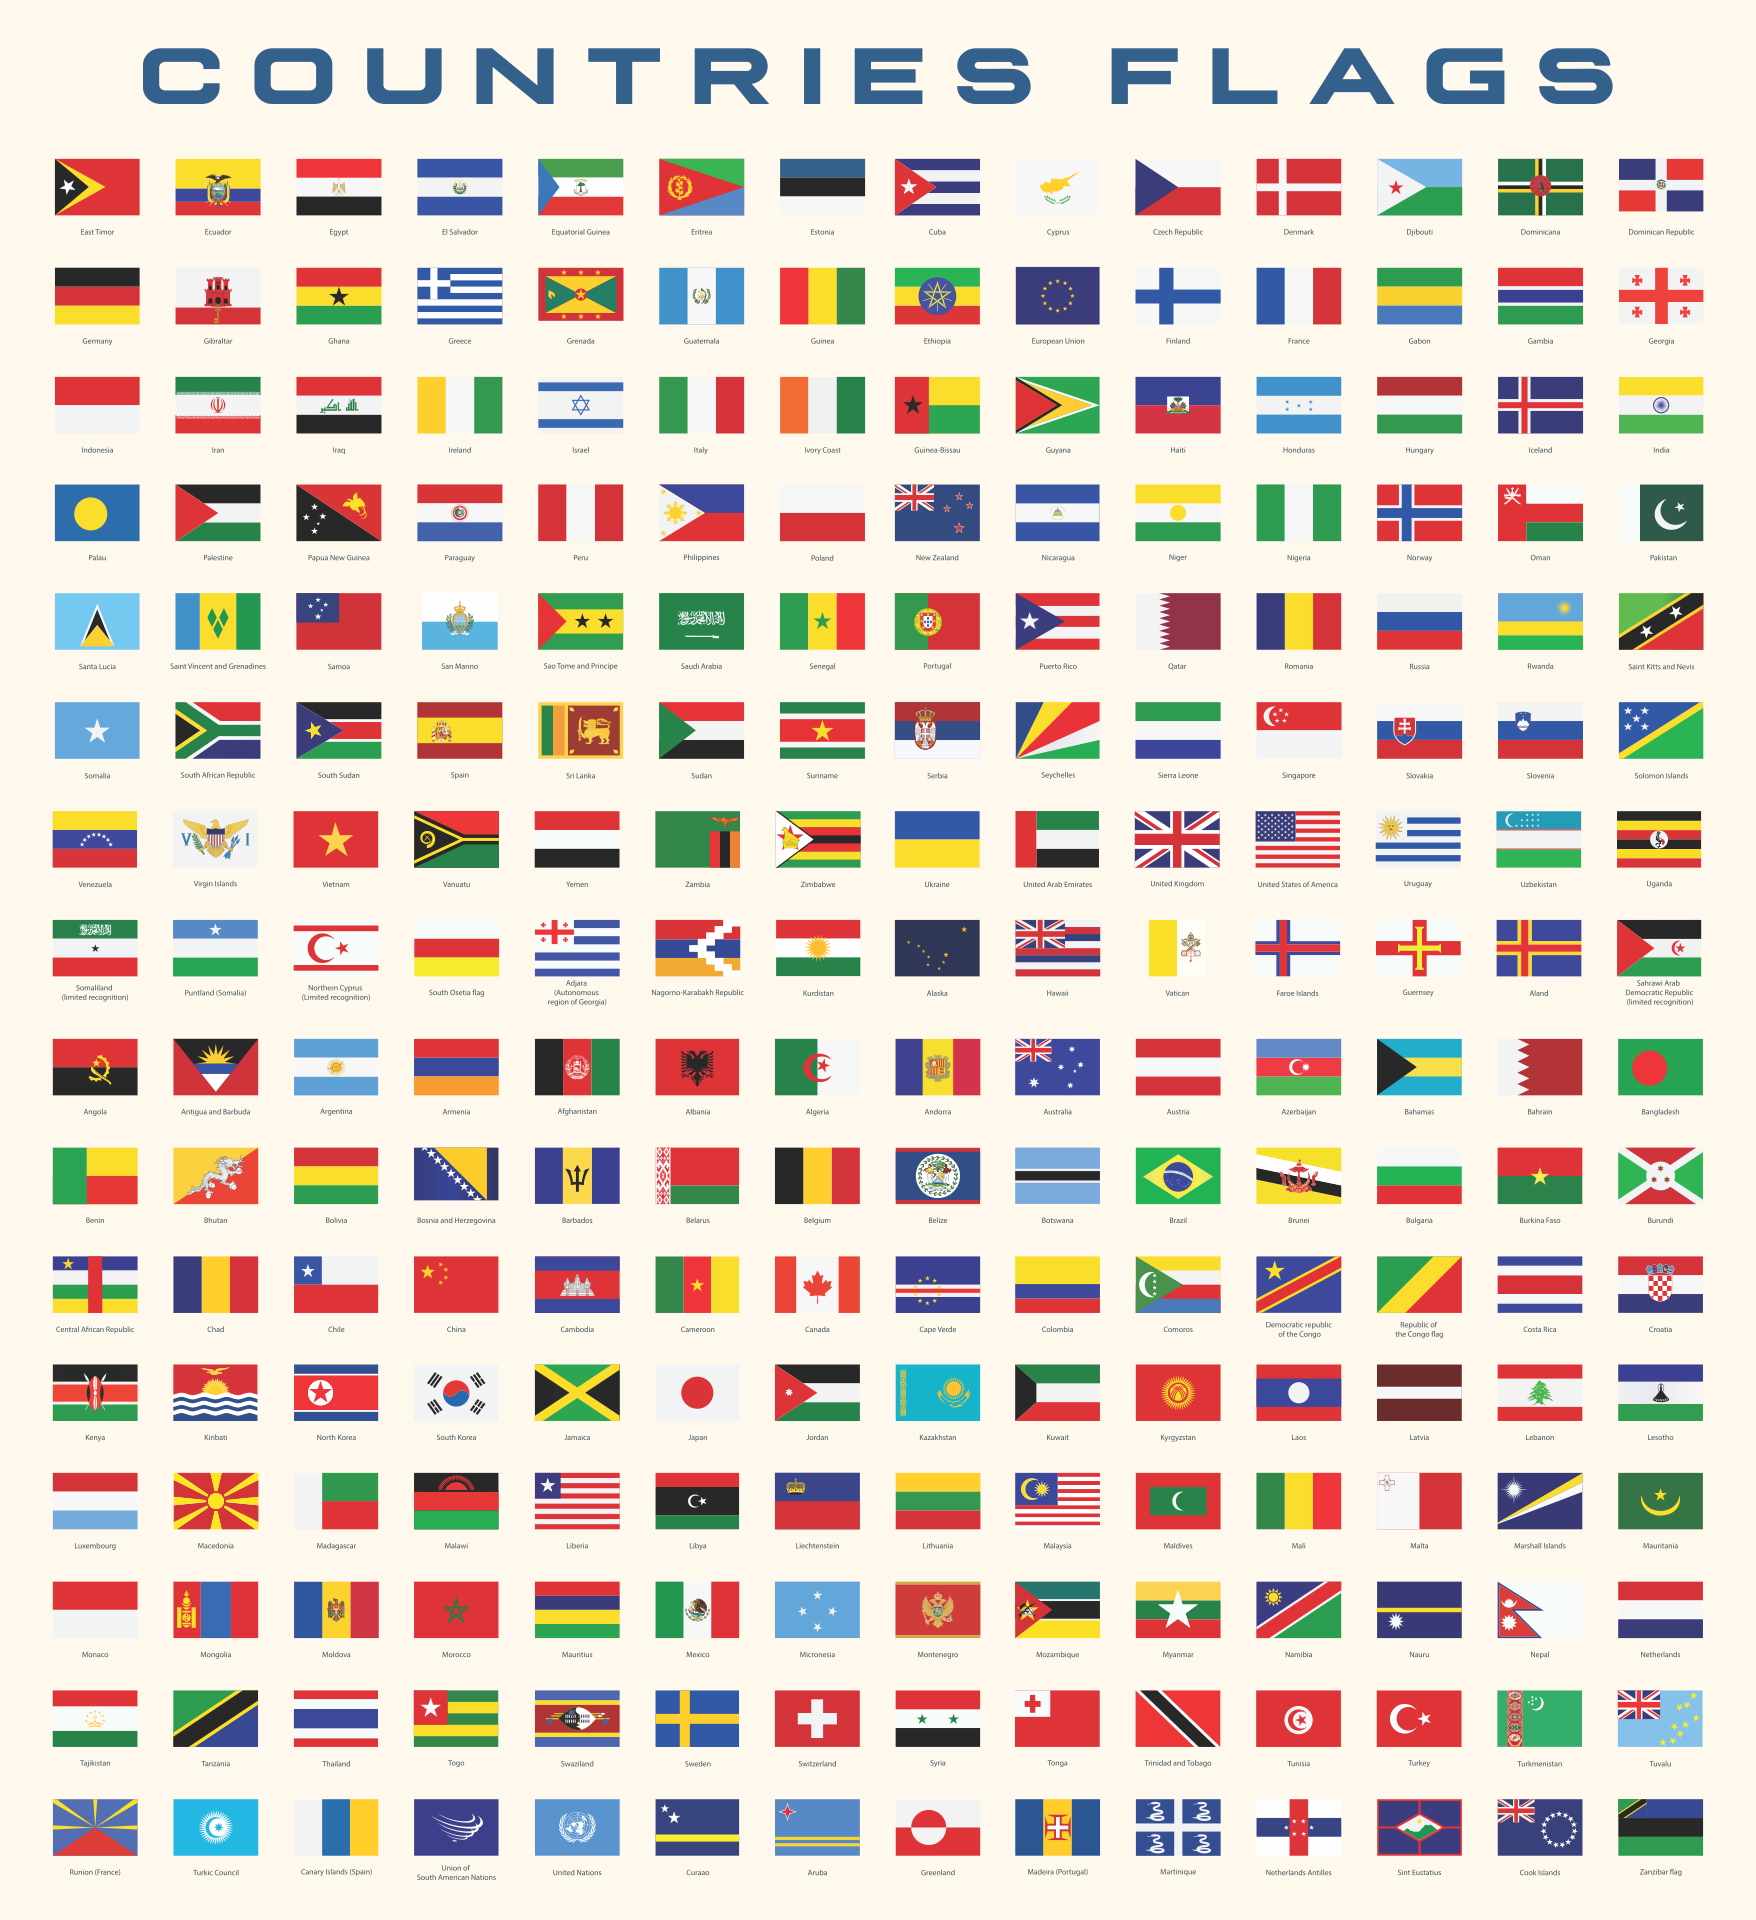 COUNTRIES FLAGS
East Timor
Ecuador
Egypt
El Salvador
Equatorial Guinea
Eritrea
Estonia
Cuba
Cyprus
Czech Republic
Denmark
Djibouti
Dominicana
Dominican Republic
Germany
Gibraltar
Ghana
Greece
Grenada
Guatemala
Guinea
Ethiopia
European Union
Finland
France
Gabon
Gambia
Georgia
Indonesia
Iran
Iraq
Ireland
Israel
Italy
Ivory Coast
Guinea-Bissau
Guyana
Haiti
Honduras
Hungary
Iceland
India
Palau
Palestine
Papua New Guinea
Paraguay
Peru
Philippines
Poland
New Zealand
Nicaragua
Niger
Nigeria
Norway
Oman
Pakistan
Santa Lucia
Saint Vincent and Grenadines
Samoa
San Marino
Sao Tome and Principe
Saudi Arabia
Senegal
Portugal
Puerto Rico
Qatar
Romania
Russia
Rwanda
Saint Kitts and Nevis
Somalia
South African Republic
South Sudan
Spain
Sri Lanka
Sudan
Suriname
Serbia
Seychelles
Sierra Leone
Singapore
Slovakia
Slovenia
Solomon Islands
V I
Venezuela
Virgin Islands
Vietnam
Vanuatu
Yemen
Zambia
Zimbabwe
Ukraine
United Arab Emirates
United Kingdom
United States of America
Uruguay
Uzbekistan
Uganda
Somaliland
(limited recognition)
Puntland (Somalia)
Northern Cyprus
(Limited recognition)
South Osetia flag
Adjara
(Autonomous
region of Georgia)
Nagorno-Karabakh Republic
Kurdistan
Alaska
Hawaii
Vatican
Faroe Islands
Guernsey
Aland
Sahrawi Arab
Democratic Republic
(limited recognition)
Angola
Antigua and Barbuda
Argentina
Armenia
Afghanistan
Albania
Algeria
Andorra
Australia
Austria
Azerbaijan
Bahamas
Bahrain
Bangladesh
Benin
Bhutan
Bolivia
Bosnia and Herzegovina
Barbados
Belarus
Belgium
Belize
Botswana
Brazil
Brunei
Bulgaria
Burkina Faso
Burundi
Central African Republic
Chad
Chile
China
Cambodia
Cameroon
Canada
Cape Verde
Colombia
Comoros
Democratic republic
of the Congo
Republic of
the Congo flag
Costa Rica
Croatia
Kenya
Kiribati
North Korea
South Korea
Jamaica
Japan
Jordan
Kazakhstan
Kuwait
Kyrgyzstan
Laos
Latvia
Lebanon
Lesotho
Luxembourg
Macedonia
Madagascar
Malawi
Liberia
Libya
Liechtenstein
Lithuania
Malaysia
Maldives
Mali
Malta
Marshall Islands
Mauritania
Monaco
Mongolia
Moldova
Morocco
Mauritius
Mexico
Micronesia
Montenegro
Mozambique
Myanmar
Namibia
Nauru
Nepal
Netherlands
Tajikistan
Tanzania
Thailand
Togo
Swaziland
Sweden
Switzerland
Syria
Tonga
Trinidad and Tobago
Tunisia
Turkey
Turkmenistan
Tuvalu
Runion (France)
Turkic Council
Canary Islands (Spain)
Union of
South American Nations
United Nations
Curaao
Aruba
Greenland
Madeira (Portugal)
Martinique
Netherlands Antilles
Sint Eustatius
Cook Islands
Zanzibar flag